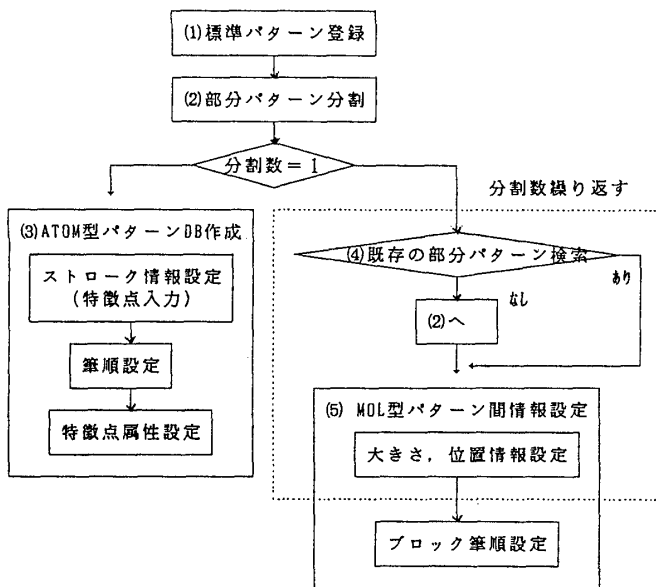 (1)標準パターン登録
(2)部分パターン分割
分割数＝1
分割数繰り返す
(3)ATOM型パターンDB作成
ストローク情報設定
(特徴点入力)
筆順設定
特徴点属性設定
(4)既存の部分パターン検索
あり
なし
(2)へ
(5) MOL型パターン間情報設定
大きさ，位置情報設定
ブロック筆順設定